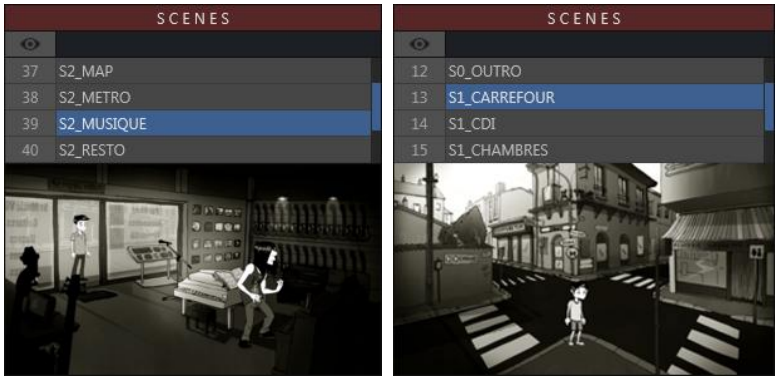 SCENES
37 S2_MAP
38 S2_METRO
39 S2_MUSIQUE
40 S2_RESTO
SCENES
12 S0_OUTRO
13 S1_CARREFOUR
14 S1_CDI
15 S1_CHAMBRES